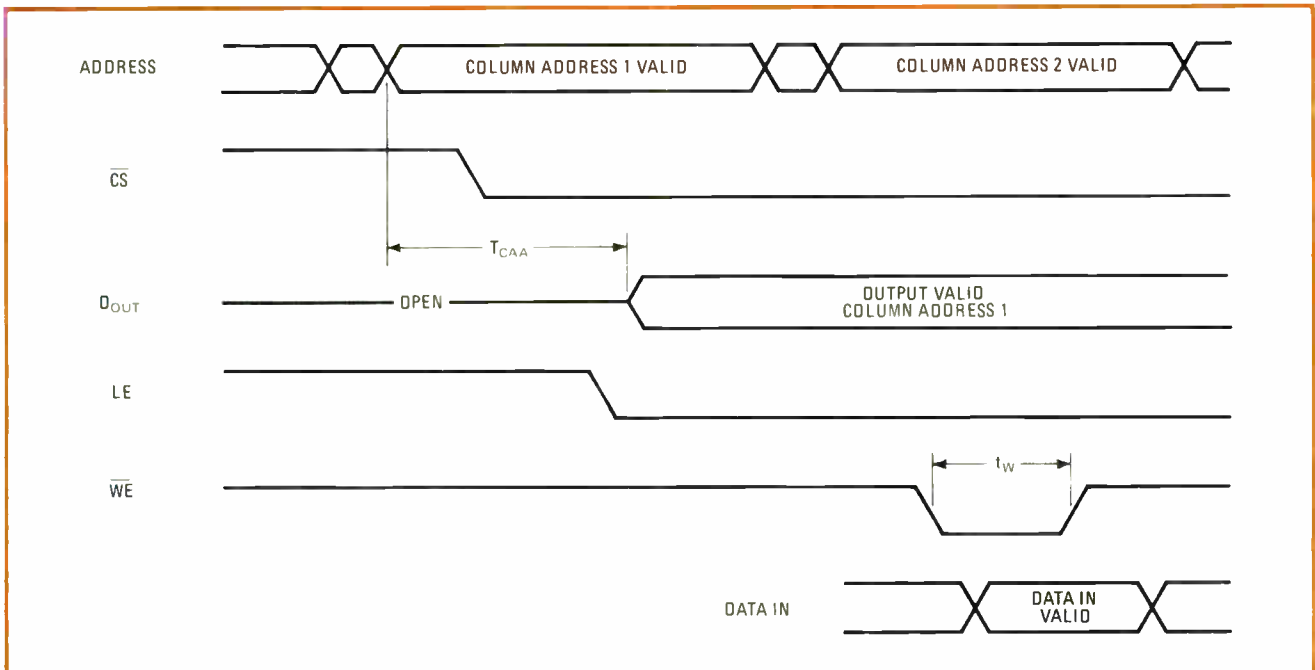 ADDRESS
COLUMN ADDRESS 1 VALID
COLUMN ADDRESS 2 VALID
CS
TCAA
DOUT
OPEN
OUTPUT VALID
COLUMN ADDRESS 1
LE
tW
WE
DATA IN
DATA IN
VALID